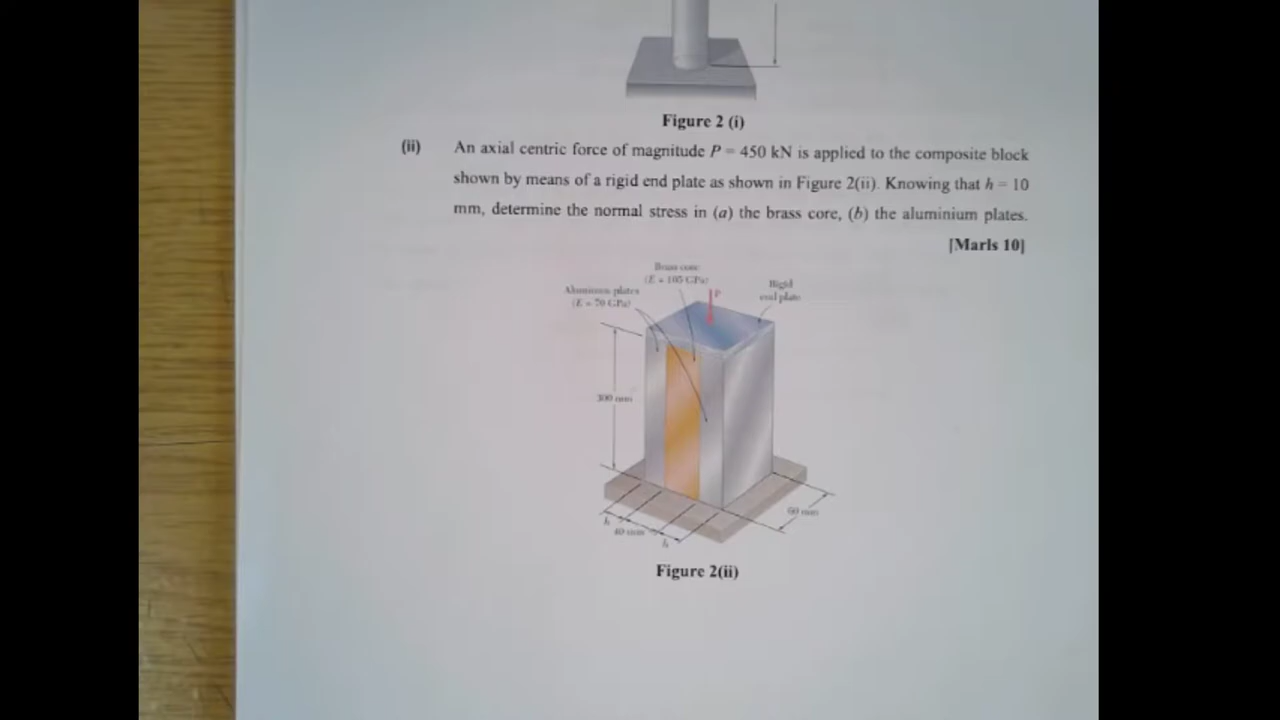 Figure 2 (i)
(ii) An axial centric force of magnitude P = 450 kN is applied to the composite block
shown by means of a rigid end plate as shown in Figure 2(ii). Knowing that h = 10
mm, determine the normal stress in (a) the brass core, (b) the aluminium plates.
[Marls 10]
Brass core
(E = 105 GPa)
Aluminum plates
(E = 70 GPa)
Rigid
end plate
P
300 mm
h
40 mm
h
60 mm
Figure 2(ii)